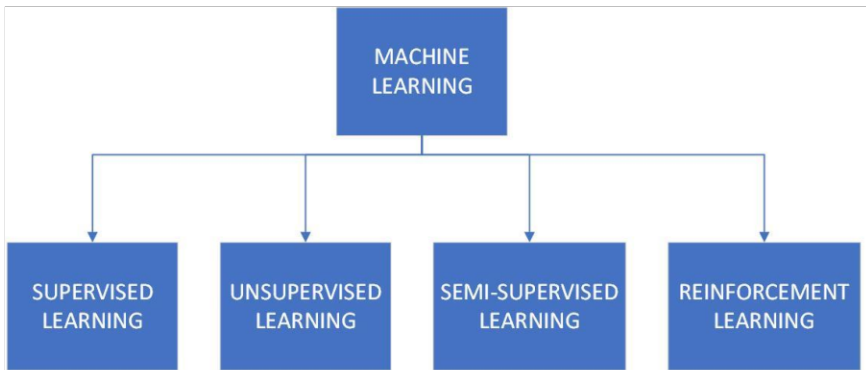 MACHINE
LEARNING
SUPERVISED
LEARNING
UNSUPERVISED
LEARNING
SEMI-SUPERVISED
LEARNING
REINFORCEMENT
LEARNING